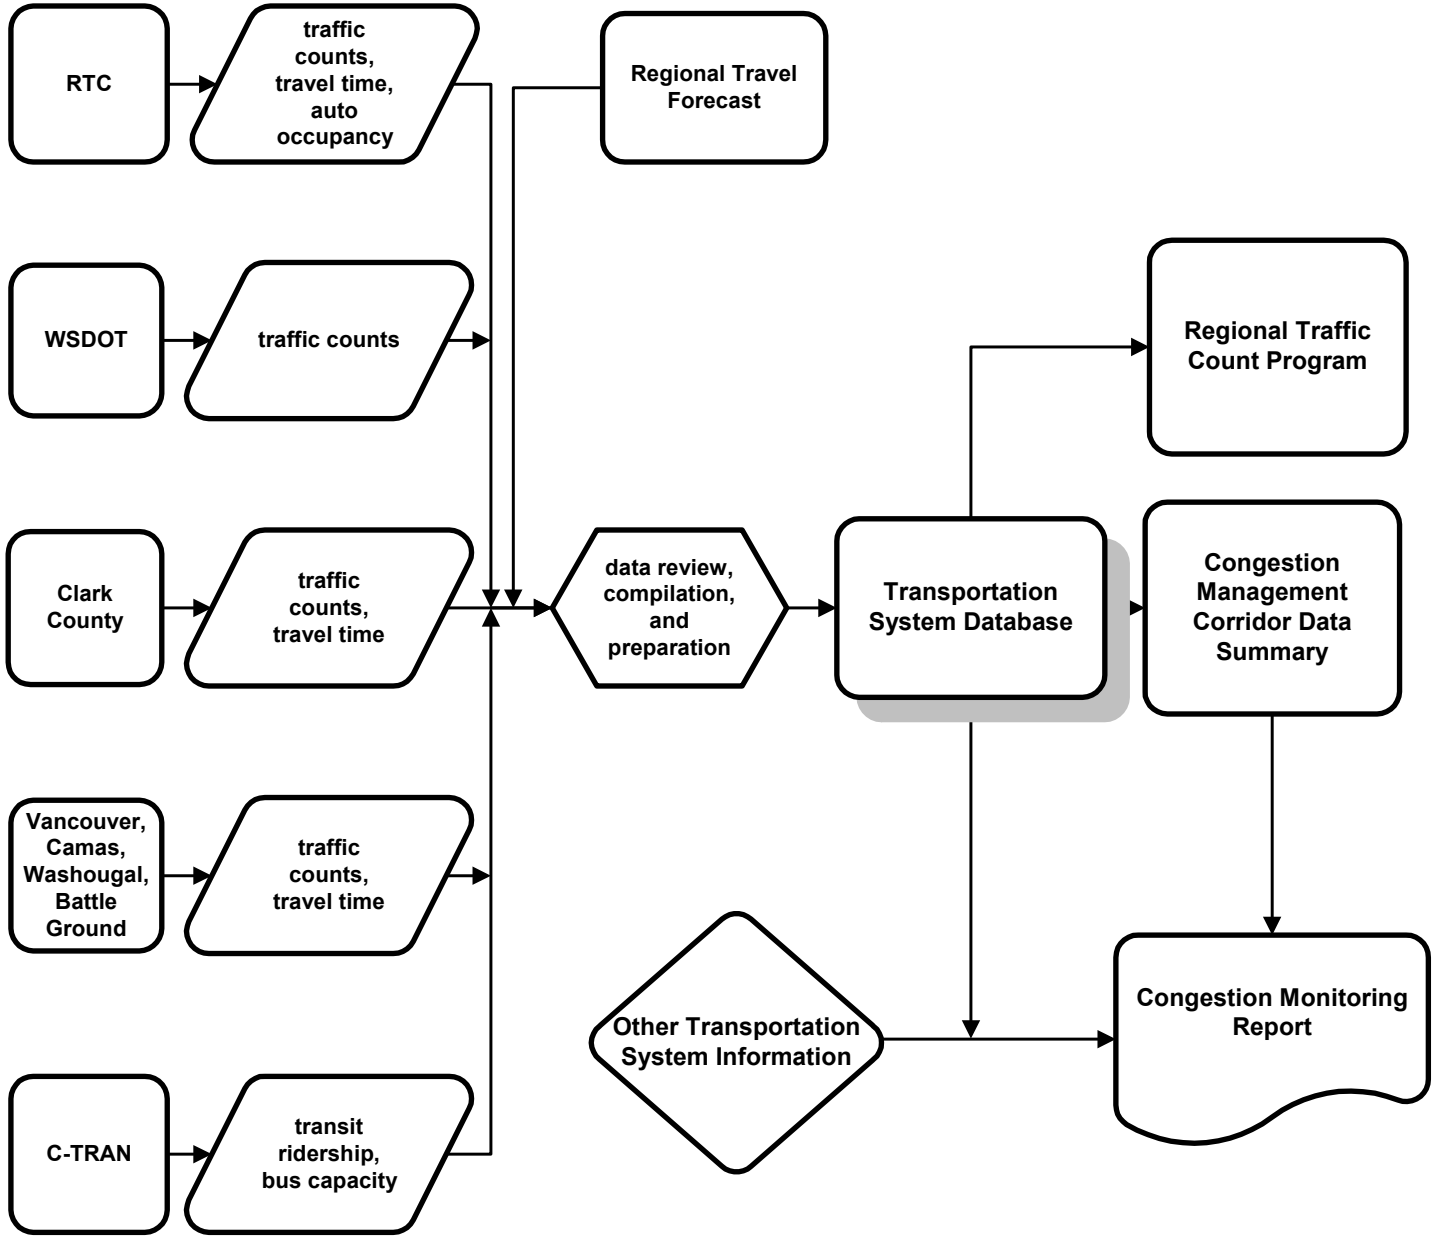 RTC
traffic
counts,
travel time,
auto
occupancy
Regional Travel
Forecast
WSDOT
traffic counts
Regional Traffic
Count Program
Clark
County
traffic
counts,
travel time
data review,
compilation,
and
preparation
Transportation
System Database
Congestion
Management
Corridor Data
Summary
Vancouver,
Camas,
Washougal,
Battle
Ground
traffic
counts,
travel time
Other Transportation
System Information
Congestion Monitoring
Report
C-TRAN
transit
ridership,
bus capacity